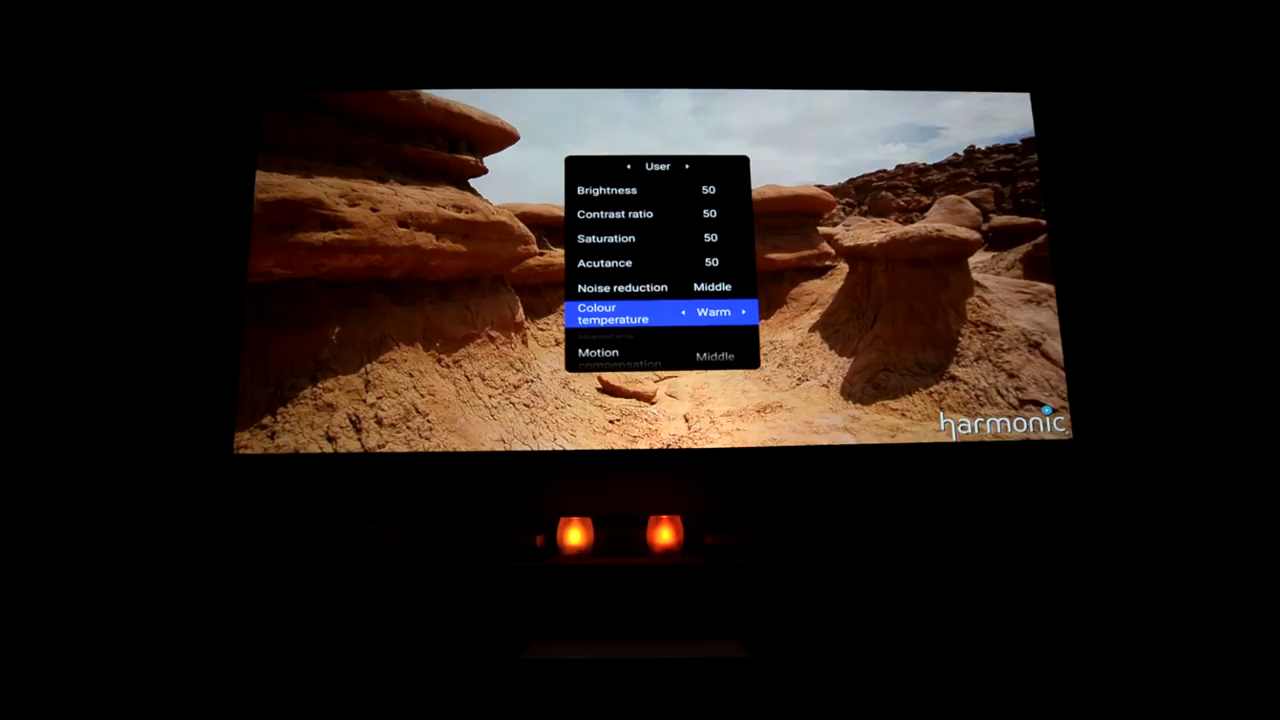 User
Brightness 50
Contrast ratio 50
Saturation 50
Acutance 50
Noise reduction Middle
Colour temperature Warm
Motion compensation Middle
harmonic